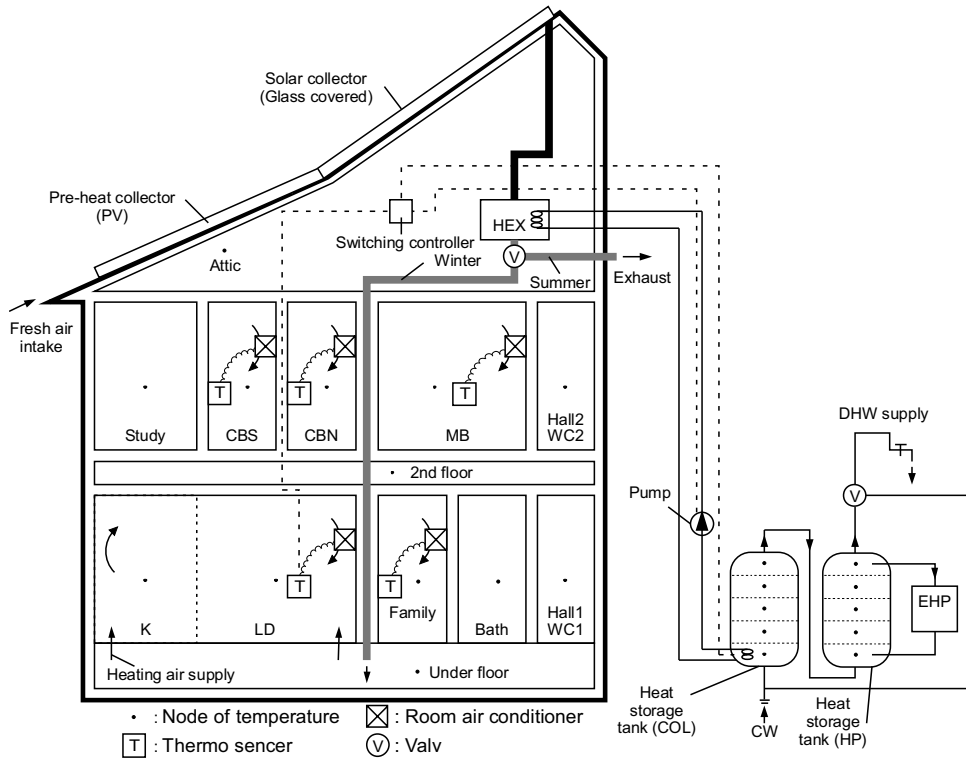 Solar collector
(Glass covered)
Pre-heat collector
(PV)
Attic
Switching controller
HEX
V
Winter
Summer
Exhaust
Fresh air
intake
T
T
T
Study
CBS
CBN
MB
Hall2
WC2
DHW supply
2nd floor
Pump
V
T
T
K
LD
Family
Bath
Hall1
WC1
EHP
Heating air supply
Under floor
Heat
storage
tank (COL)
CW
Heat
storage
tank (HP)
: Node of temperature
: Room air conditioner
T : Thermo sencer
V : Valv